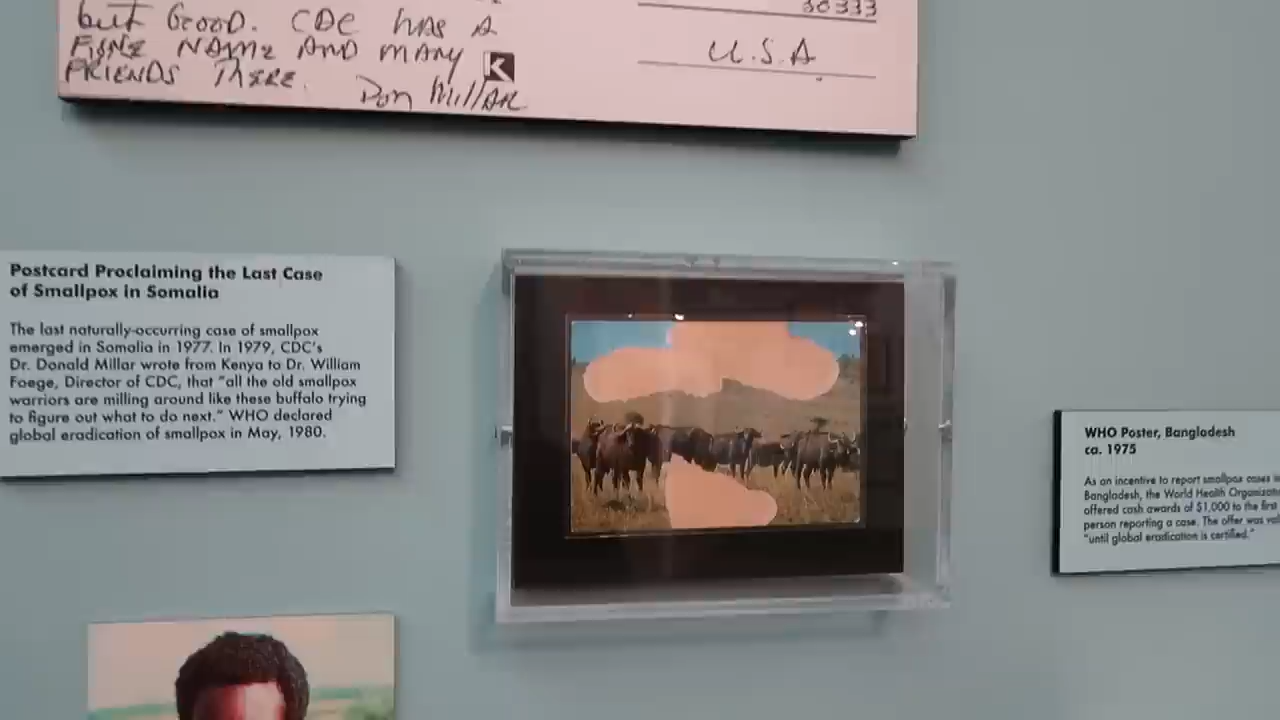 but Good. CDC has a
FINE NAME AND MANY
FRIENDS THERE.
Don Millar
30333
U.S.A.
K
Postcard Proclaiming the Last Case
of Smallpox in Somalia
The last naturally-occurring case of smallpox
emerged in Somalia in 1977. In 1979, CDC's
Dr. Donald Millar wrote from Kenya to Dr. William
Foege, Director of CDC, that "all the old smallpox
warriors are milling around like these buffalo trying
to figure out what to do next." WHO declared
global eradication of smallpox in May, 1980.
WHO Poster, Bangladesh
ca. 1975
As an incentive to report smallpox cases in
Bangladesh, the World Health Organizat
offered cash awards of $1,000 to the first
person reporting a case. The offer was va
"until global eradication is certified."